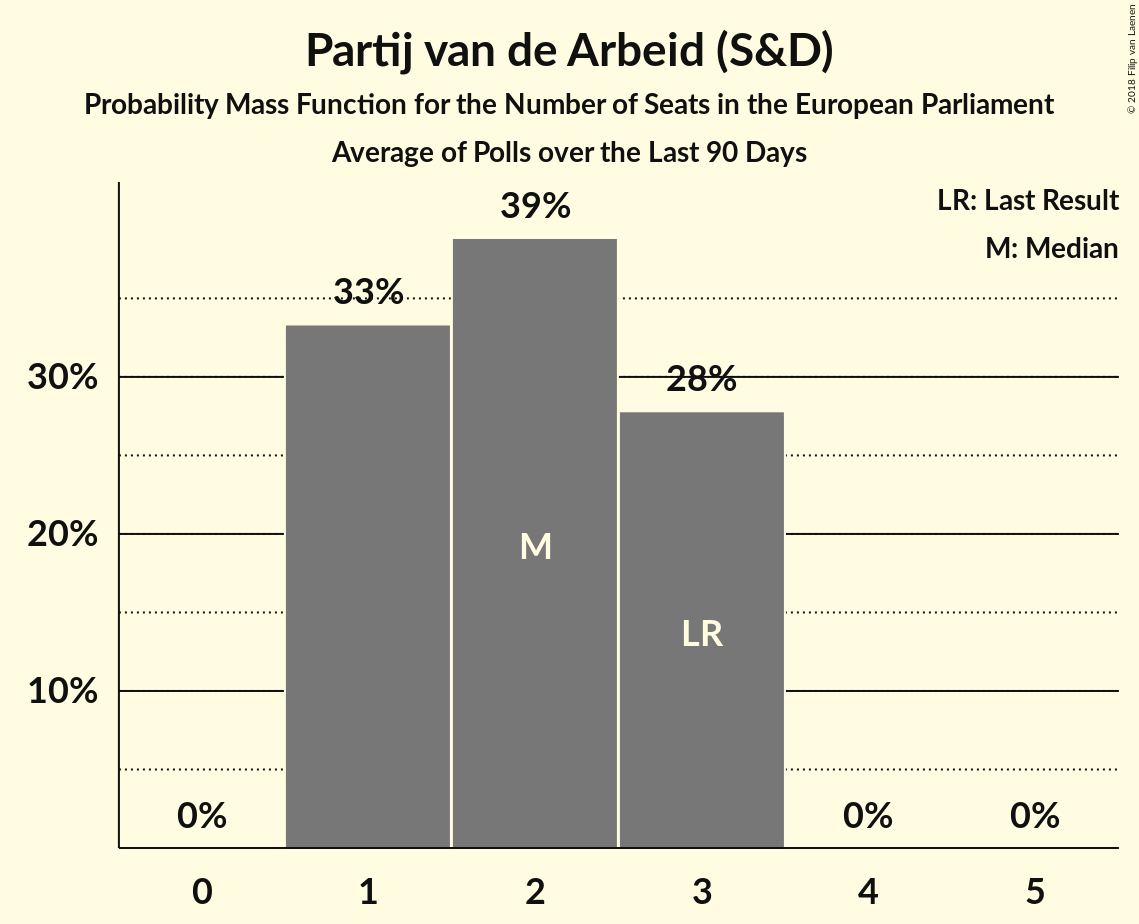 Partij van de Arbeid (S&D)
Probability Mass Function for the Number of Seats in the European Parliament
Average of Polls over the Last 90 Days
© 2018 Filip van Laenen
LR: Last Result
M: Median
39%
33%
30%
28%
20%
M
LR
10%
0%
0%
0%
0 1 2 3 4 5